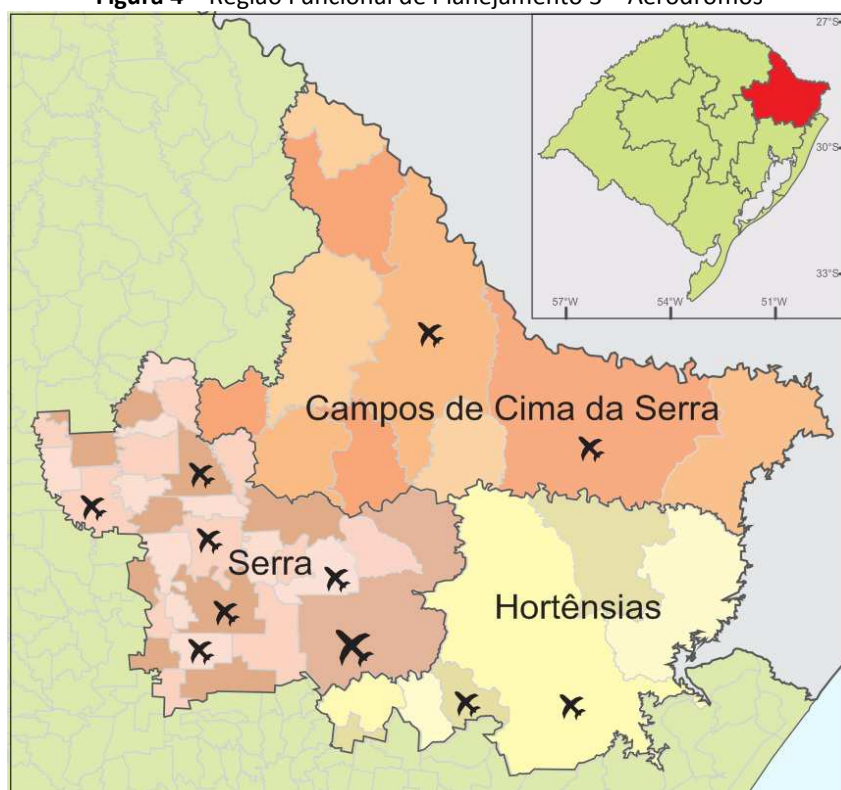 Figura 4 – Região Funcional de Planejamento 3 – Aeródromos
27°S
30°S
33°S
57°W
54°W
51°W
Campos de Cima da Serra
Serra
Hortênsias